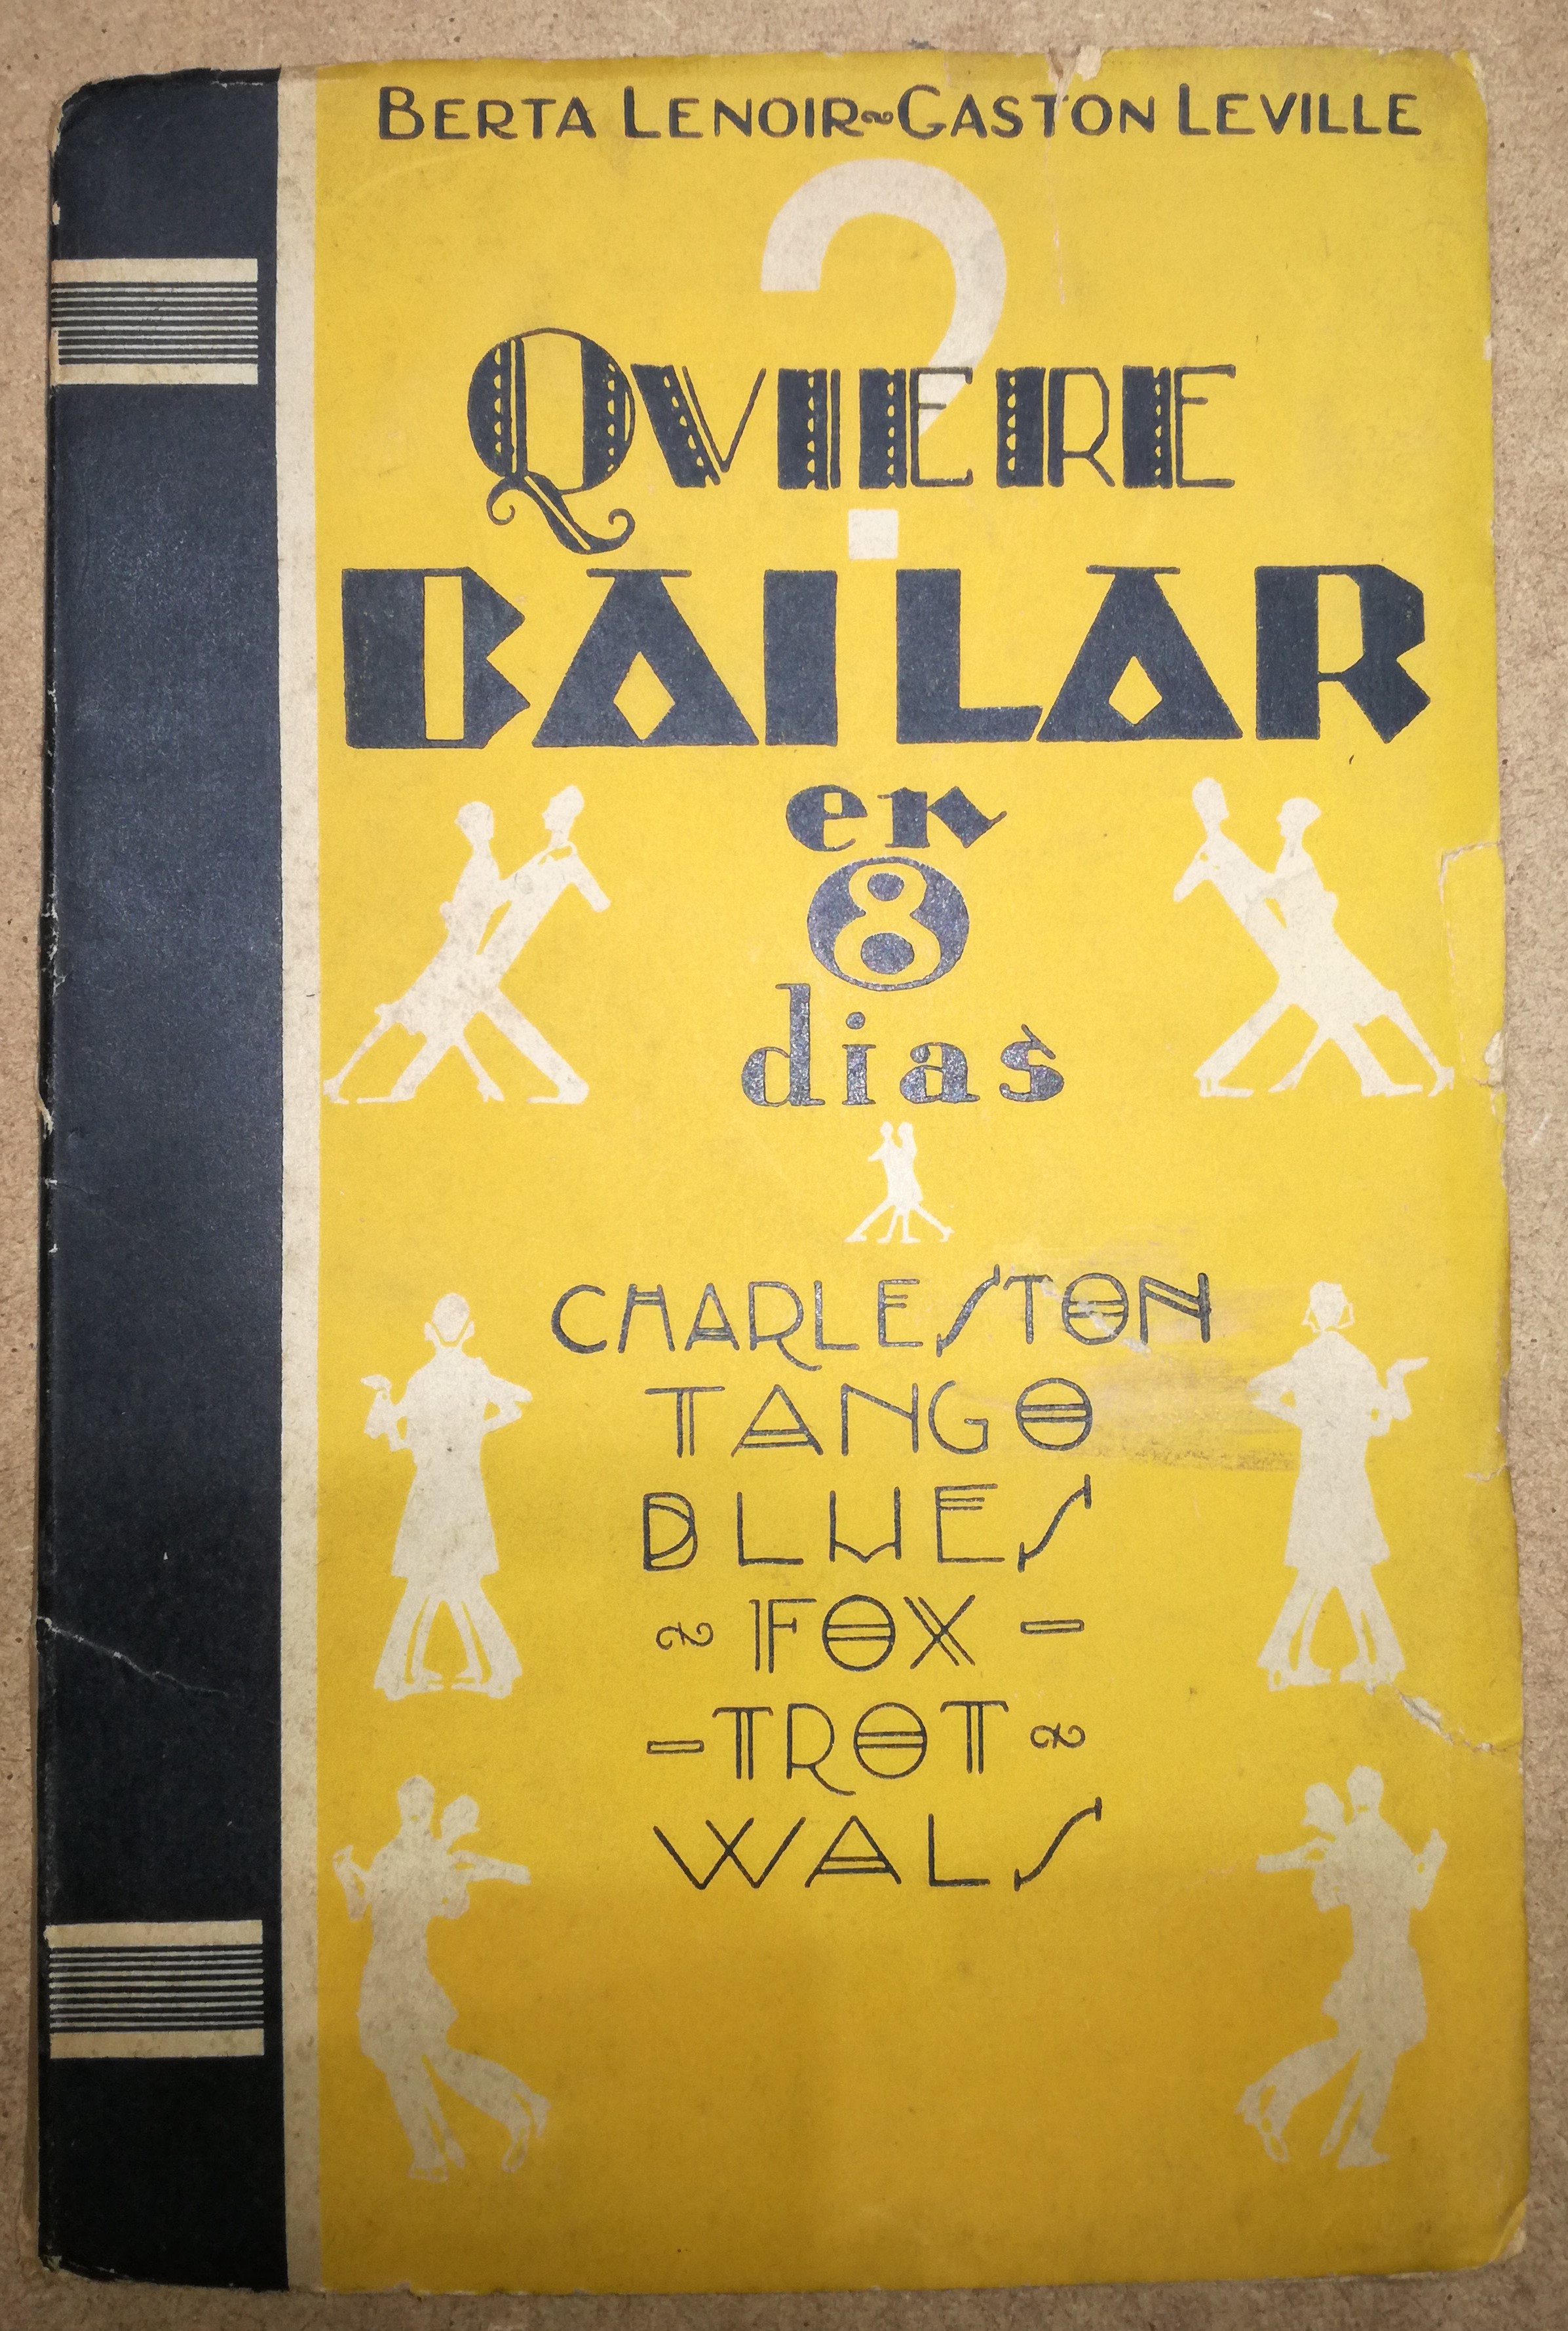 BERTA LENOIR~GASTON LEVILLE
?
QVIERE
BAILAR
en
8
dias
CHARLESTON
TANGO
BLUES
~ FOX -
-TROT ~
WALS